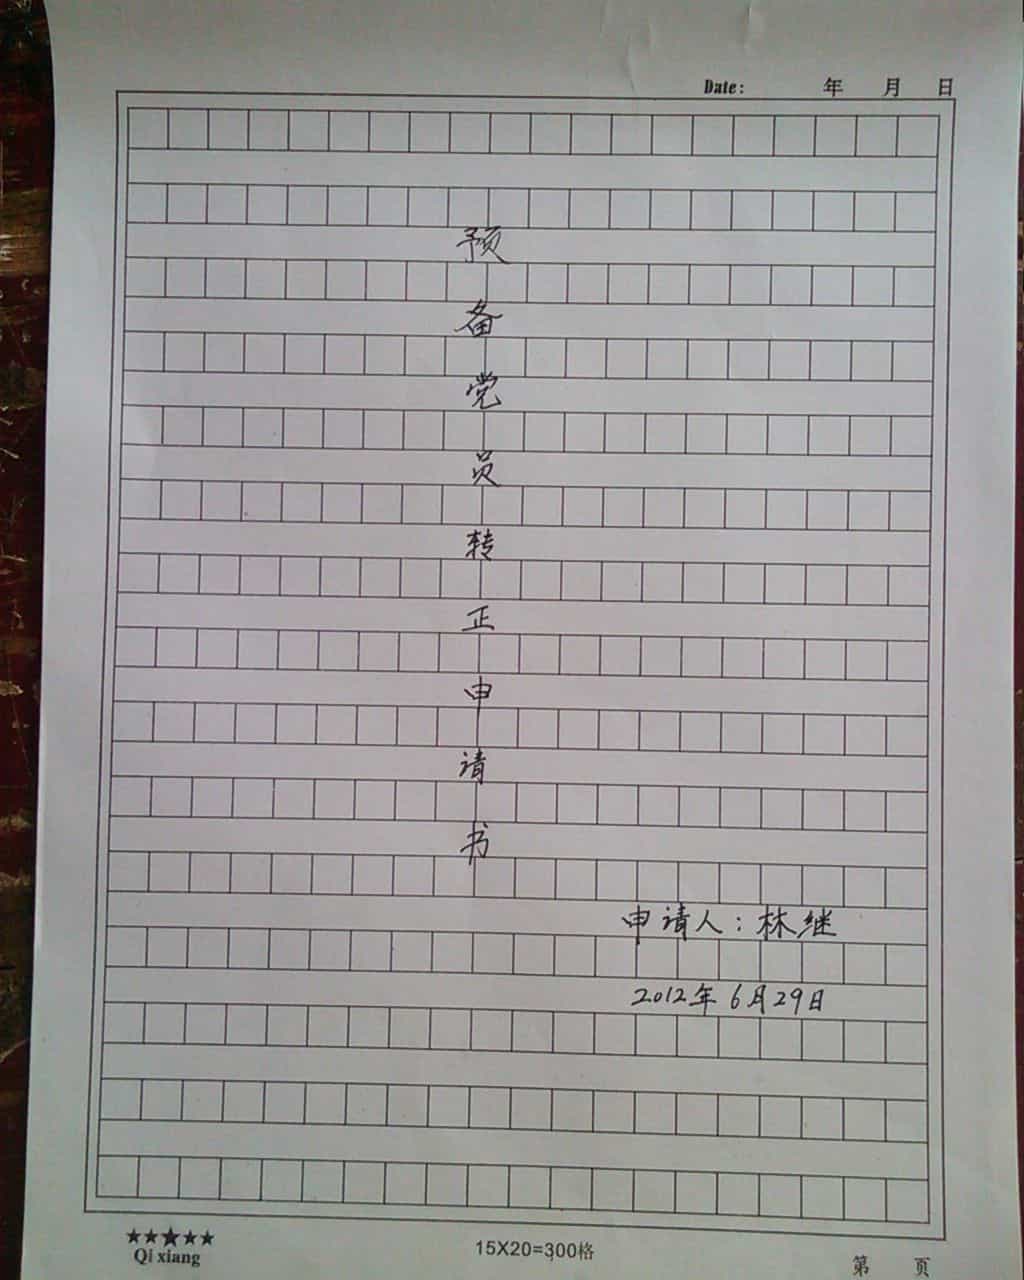 Date: 年 月 日
预
备
党
员
转
正
申
请
书
申请人：林继
2012年6月29日
★★★★★
Qi xiang
15X20=300格
第 页